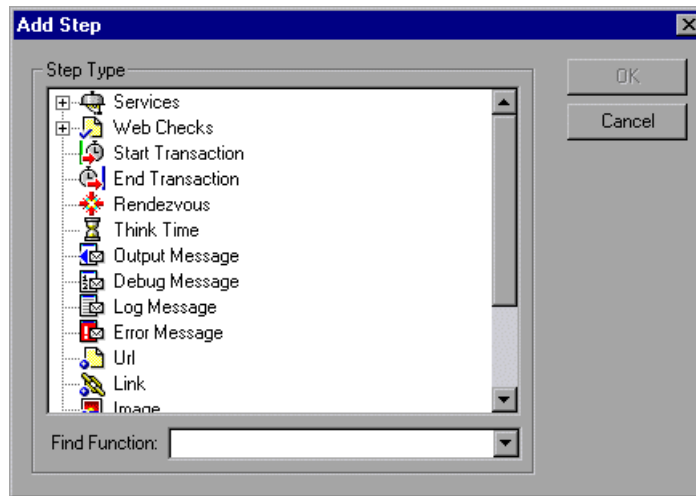 Add Step
Step Type
OK
Cancel
Services
Web Checks
Start Transaction
End Transaction
Rendezvous
Think Time
Output Message
Debug Message
Log Message
Error Message
Url
Link
Image
Find Function: